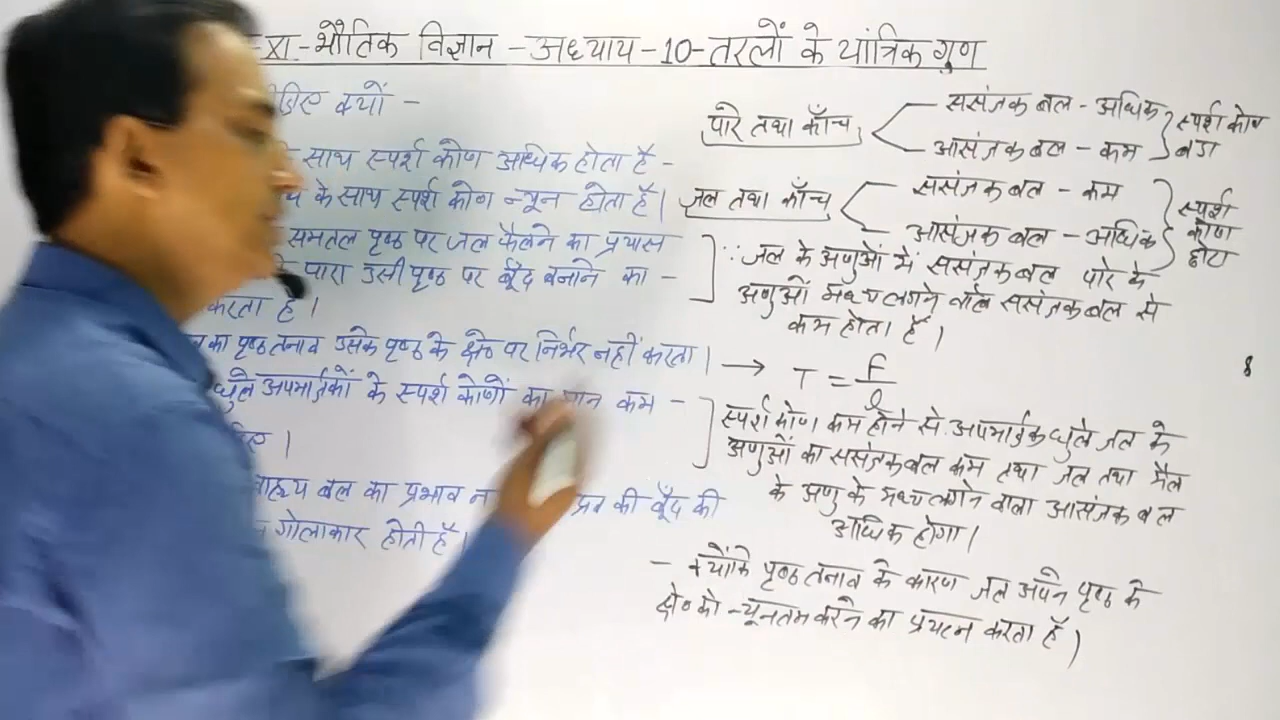 XI-भौतिक विज्ञान - अध्याय - 10 - तरलों के यांत्रिक गुण
क्यों -
साथ स्पर्श कोण अधिक होता है -
के साथ स्पर्श कोण न्यून होता है।
समतल पृष्ठ पर जल फैलने का प्रयास
पारा उसी पृष्ठ पर बूँद बनाने का -
करता है।
का पृष्ठ तनाव उसके पृष्ठ के क्षेत्र पर निर्भर नहीं करता।
धुले अपमार्जकों के स्पर्श कोणों का मान कम -
बाह्य बल का प्रभाव न की बूँद की
गोलाकार होती है।
पारे तथा काँच
ससंजक बल - अधिक
आसंजक बल - कम
स्पर्श कोण
बड़ा
जल तथा काँच
ससंजक बल - कम
आसंजक बल - अधिक
स्पर्श
कोण
छोटा
∵ जल के अणुओं में ससंजक बल पारे के
अणुओं मध्य लगने वाले ससंजक बल से
कम होता है।
→ T = F/l
स्पर्श कोण कम होने से अपमार्जक धुले जल के
अणुओं का ससंजक बल कम तथा जल तथा मैल
के अणु के मध्य लगने वाला आसंजक बल
अधिक होगा।
- क्योंकि पृष्ठ तनाव के कारण जल अपने पृष्ठ के
क्षे० को न्यूनतम करने का प्रयत्न करता है।